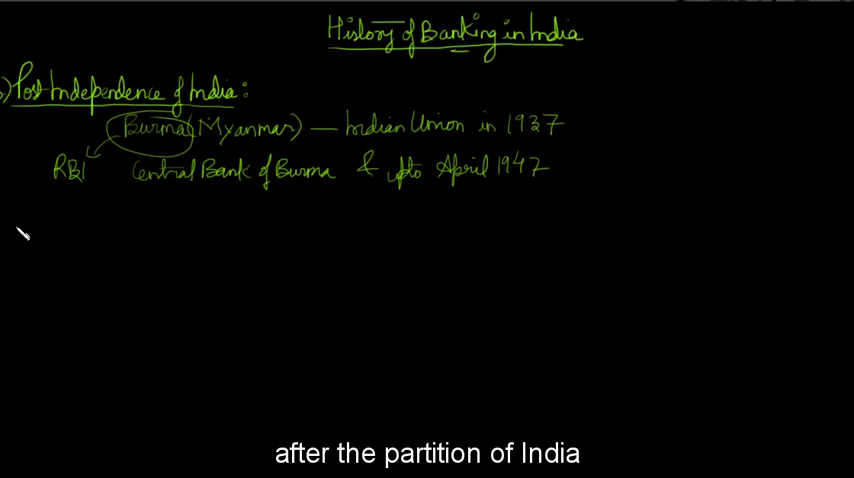 History of Banking in India
.) Post Independence of India:
Burma (Myanmar) — Indian Union in 1937
RBI Central Bank of Burma & upto April 1947
after the partition of India